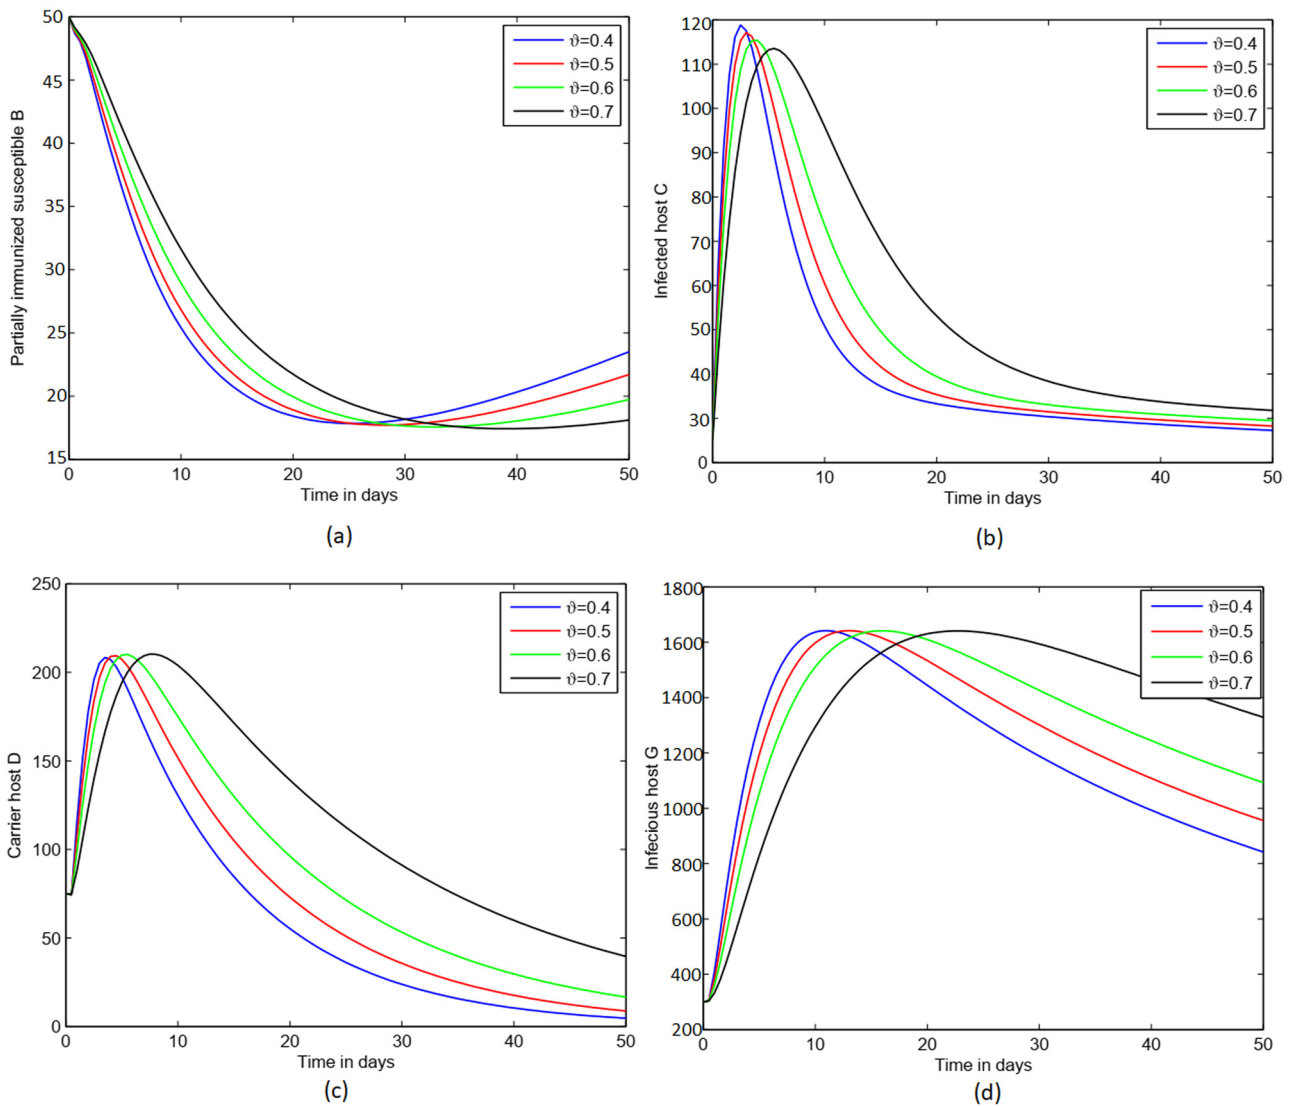 50
45
40
35
30
25
20
15
0 10 20 30 40 50
Partially immunized susceptible B
Time in days
ϑ=0.4
ϑ=0.5
ϑ=0.6
ϑ=0.7
(a)
120
110
100
90
80
70
60
50
40
30
0
0 10 20 30 40 50
Infected host C
Time in days
ϑ=0.4
ϑ=0.5
ϑ=0.6
ϑ=0.7
(b)
250
200
150
100
50
0
0 10 20 30 40 50
Carrier host D
Time in days
ϑ=0.4
ϑ=0.5
ϑ=0.6
ϑ=0.7
(c)
1800
1600
1400
1200
1000
800
600
400
200
0 10 20 30 40 50
Infecious host G
Time in days
ϑ=0.4
ϑ=0.5
ϑ=0.6
ϑ=0.7
(d)